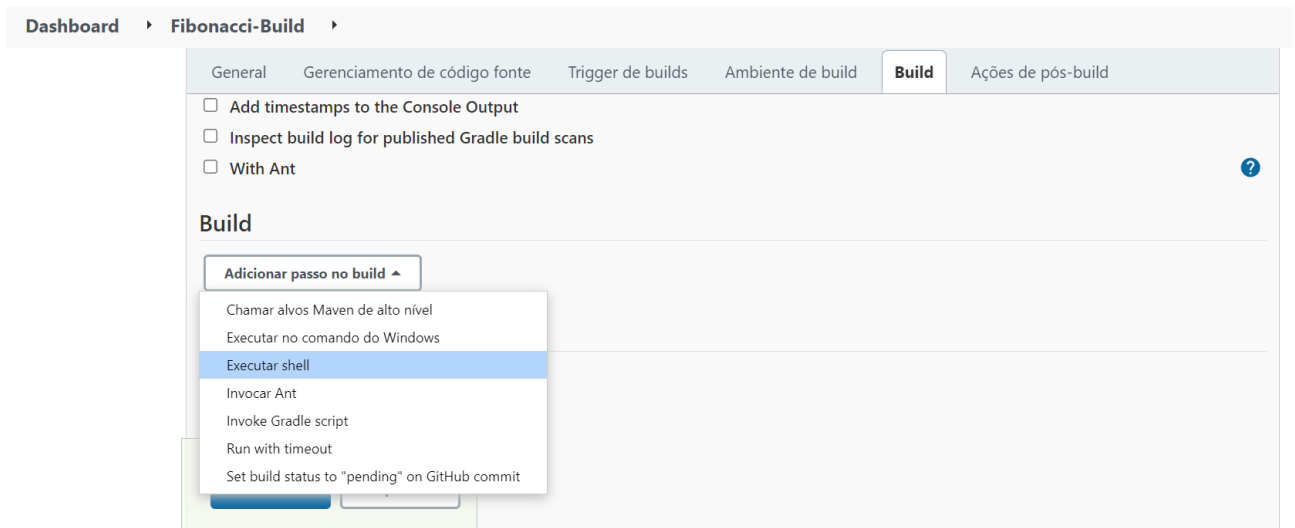 Dashboard Fibonacci-Build
General Gerenciamento de código fonte Trigger de builds Ambiente de build Build Ações de pós-build
Add timestamps to the Console Output
Inspect build log for published Gradle build scans
With Ant ?
Build
Adicionar passo no build
Chamar alvos Maven de alto nível
Executar no comando do Windows
Executar shell
Invocar Ant
Invoke Gradle script
Run with timeout
Set build status to "pending" on GitHub commit